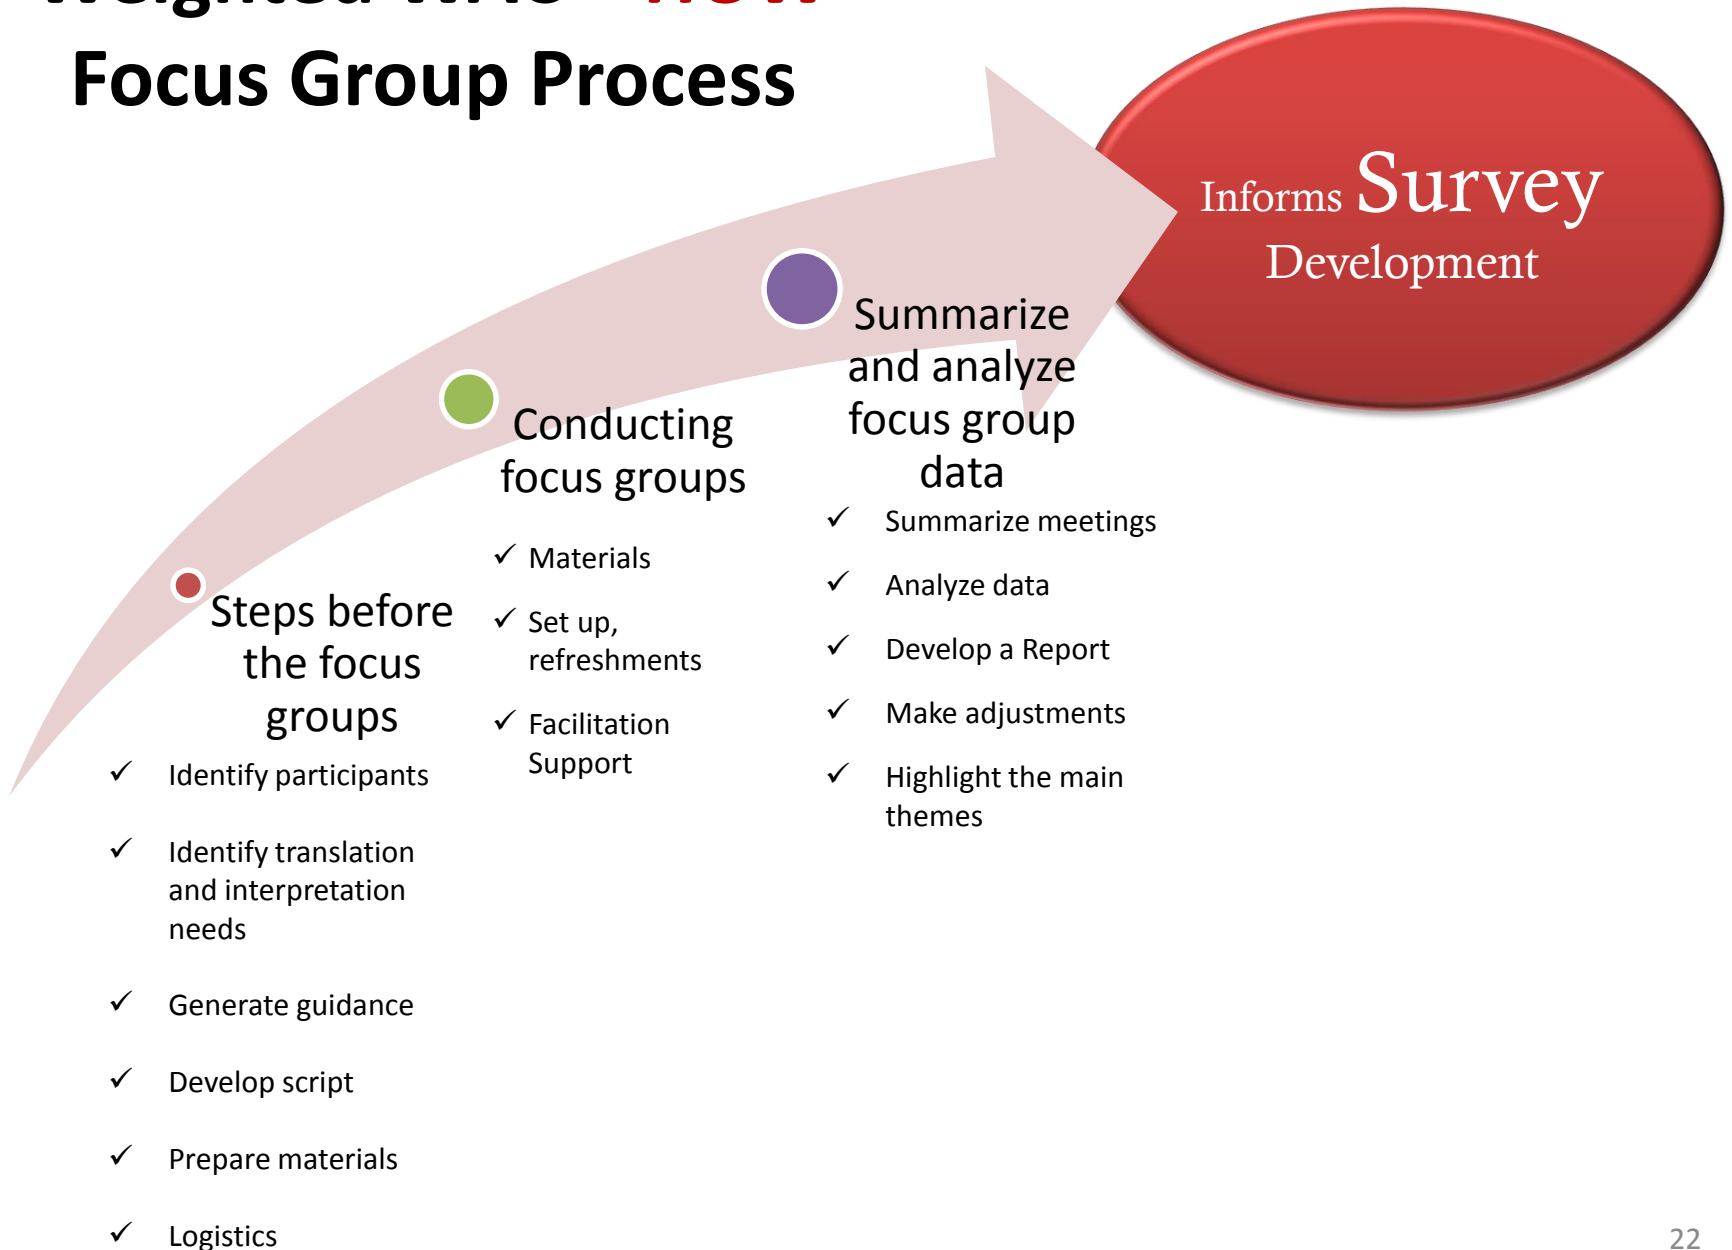 Focus Group Process
Informs Survey
Development
Summarize
and analyze
focus group
data
✓ Summarize meetings
✓ Analyze data
✓ Develop a Report
✓ Make adjustments
✓ Highlight the main
themes
Conducting
focus groups
✓ Materials
✓ Set up,
refreshments
✓ Facilitation
Support
Steps before
the focus
groups
✓ Identify participants
✓ Identify translation
and interpretation
needs
✓ Generate guidance
✓ Develop script
✓ Prepare materials
✓ Logistics
22